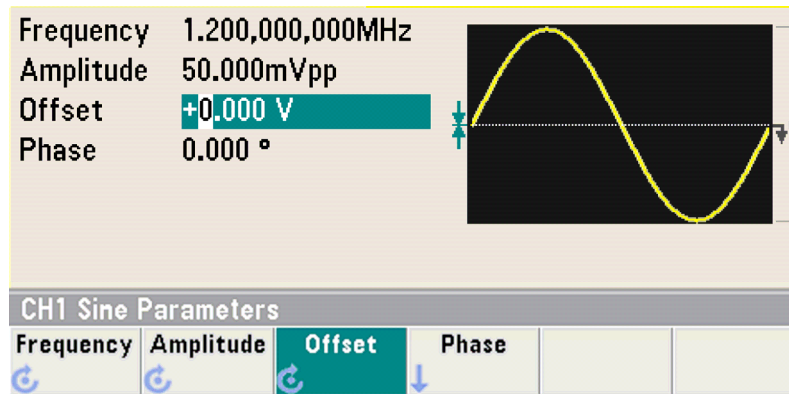 Frequency 1.200,000,000MHz
Amplitude 50.000mVpp
Offset +0.000 V
Phase 0.000 °
CH1 Sine Parameters
Frequency Amplitude Offset Phase